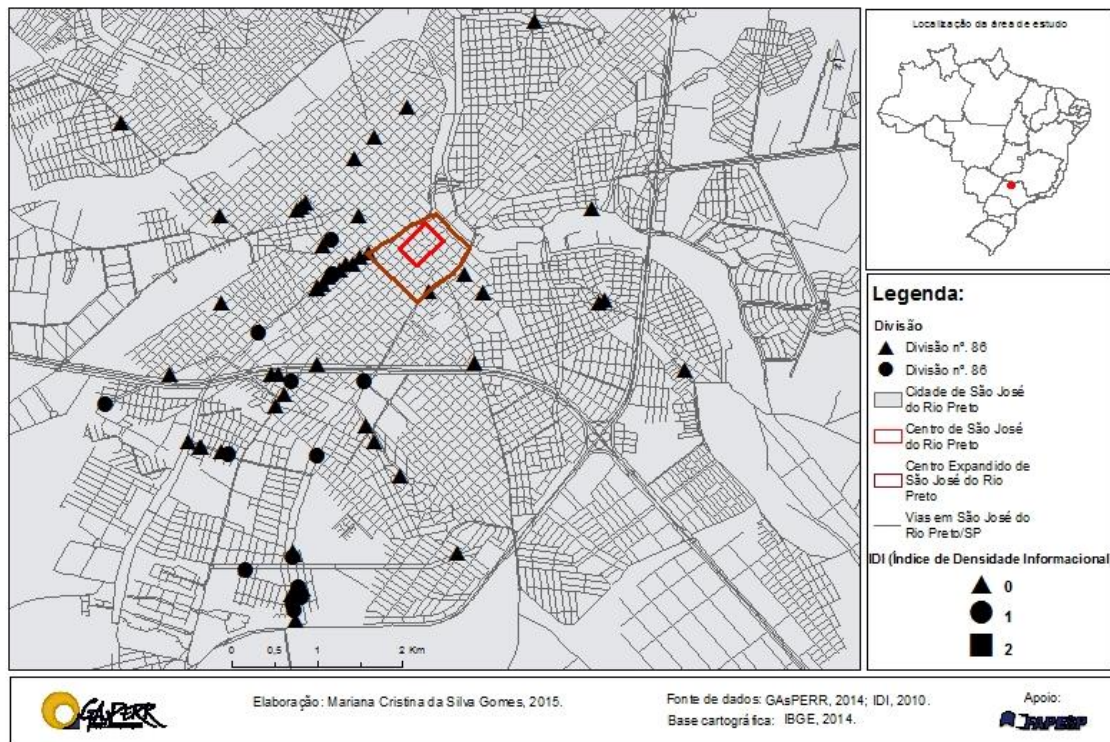 Localização da área de estudo
Legenda:
Divisão
Divisão nº. 86
Divisão nº. 86
Cidade de São José
do Rio Preto
Centro de São José
do Rio Preto
Centro Expandido de
São José do Rio
Preto
Vias em São José do
Rio Preto/SP
IDI (Índice de Densidade Informacional
0
1
2
0 0,5 1 2 Km
GAsPERR
Elaboração: Mariana Cristina da Silva Gomes, 2015.
Fonte de dados: GAsPERR, 2014; IDI, 2010.
Base cartográfica: IBGE, 2014.
Apoio:
FAPESP